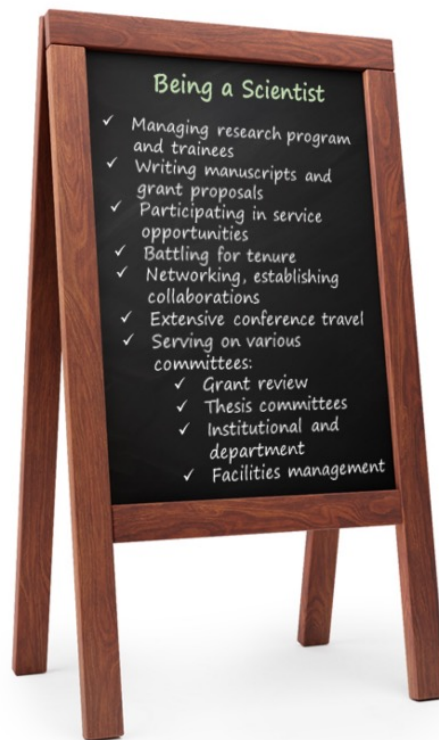 Being a Scientist
✓ Managing research program
and trainees
✓ Writing manuscripts and
grant proposals
✓ Participating in service
opportunities
✓ Battling for tenure
✓ Networking, establishing
collaborations
✓ Extensive conference travel
✓ Serving on various
committees:
✓ Grant review
✓ Thesis committees
✓ Institutional and
department
✓ Facilities management